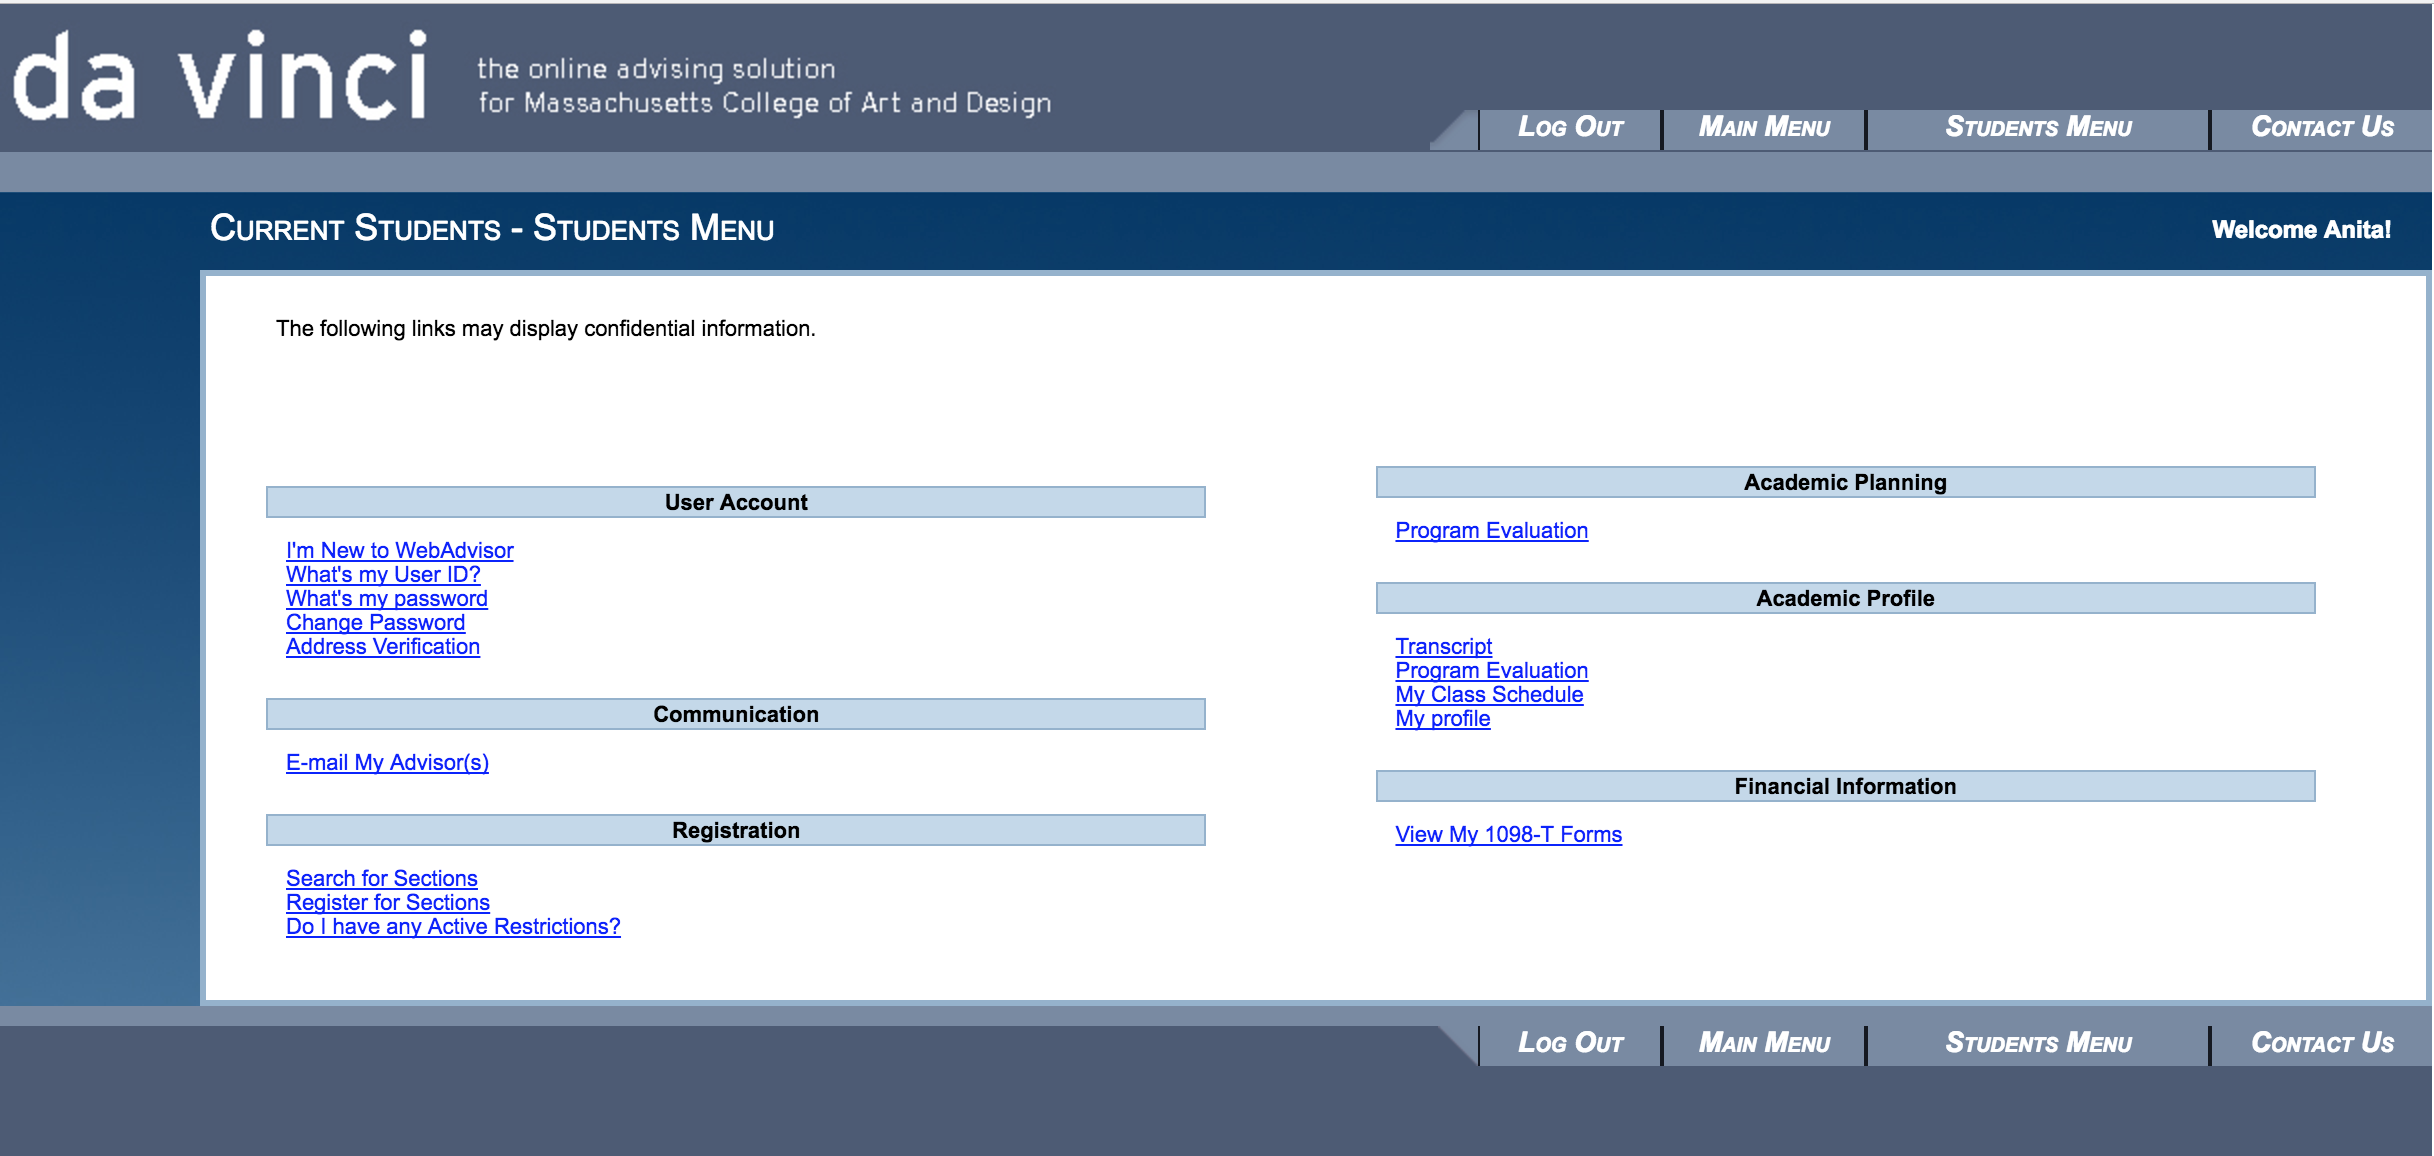 da vinci
the online advising solution
for Massachusetts College of Art and Design
Log Out
Main Menu
Students Menu
Contact Us
Current Students - Students Menu
Welcome Anita!
The following links may display confidential information.
User Account
I'm New to WebAdvisor
What's my User ID?
What's my password
Change Password
Address Verification
Communication
E-mail My Advisor(s)
Registration
Search for Sections
Register for Sections
Do I have any Active Restrictions?
Academic Planning
Program Evaluation
Academic Profile
Transcript
Program Evaluation
My Class Schedule
My profile
Financial Information
View My 1098-T Forms
Log Out
Main Menu
Students Menu
Contact Us